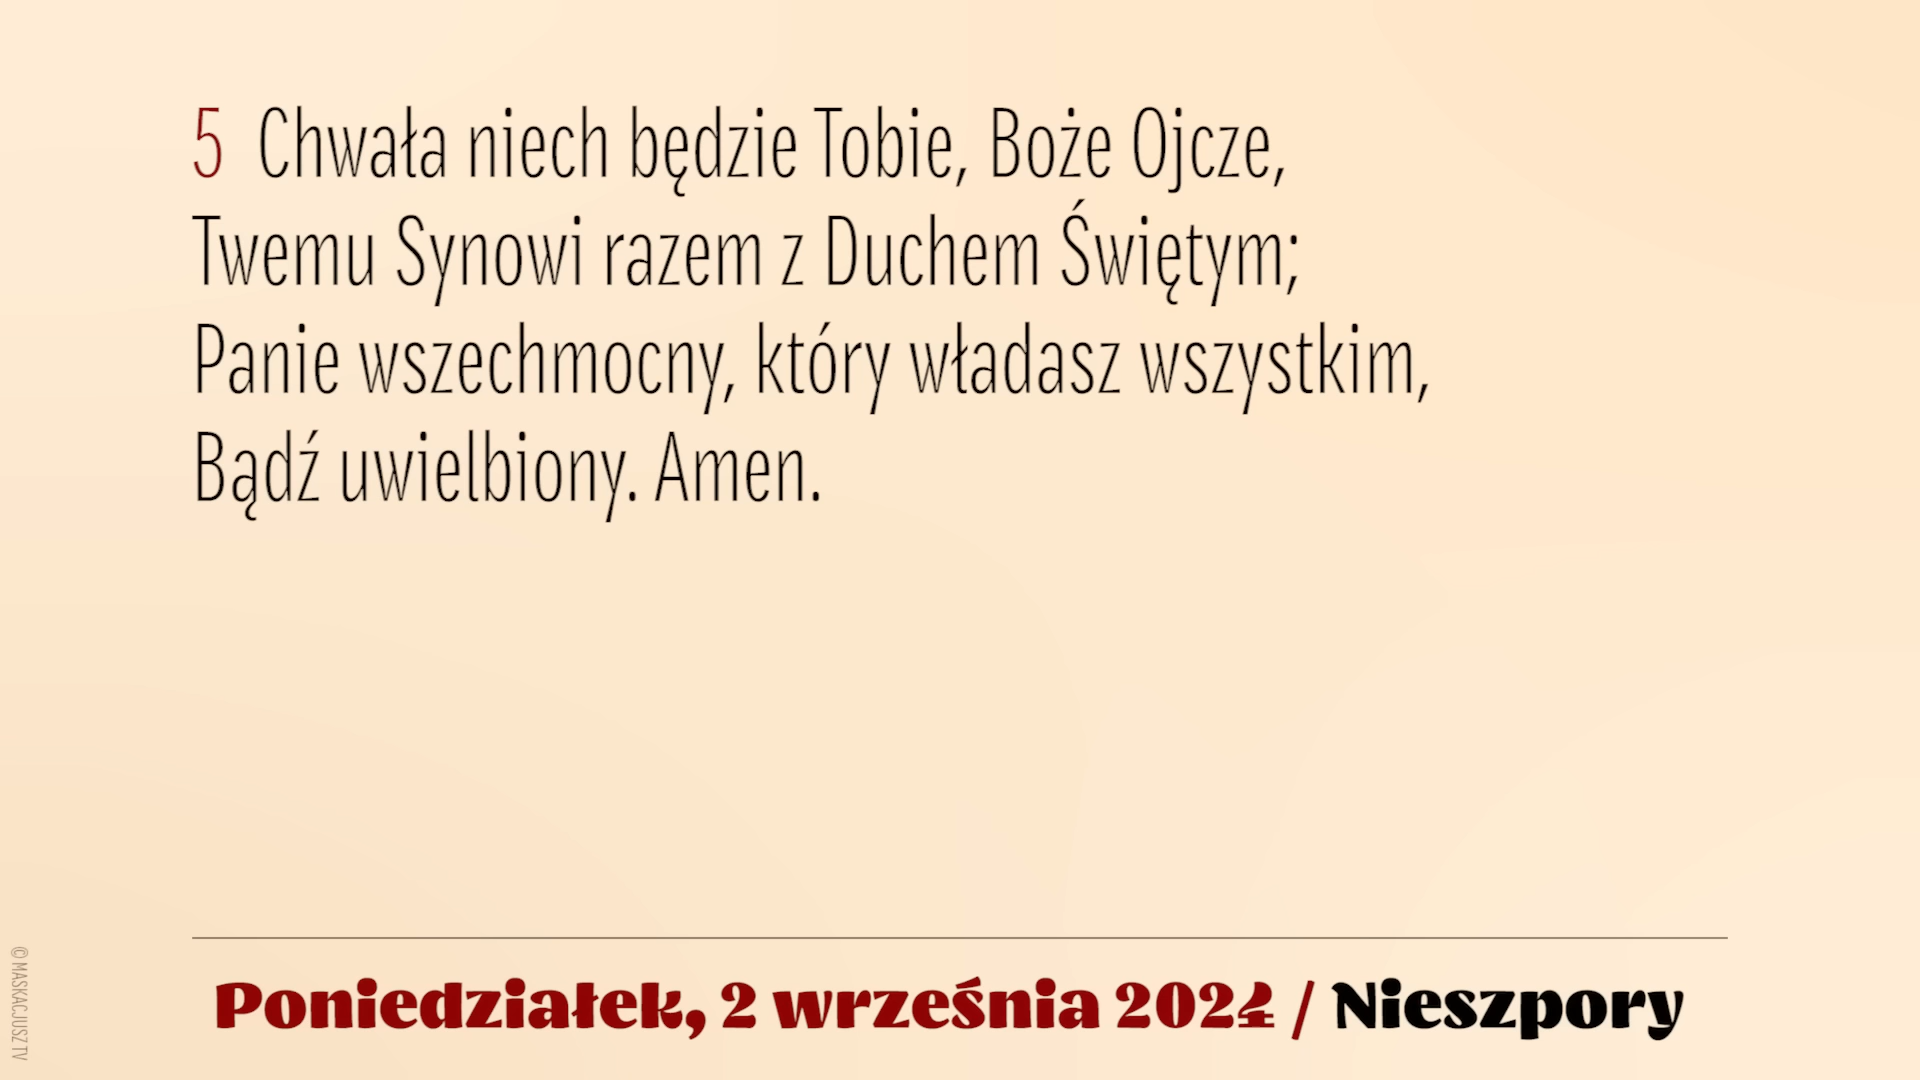 5 Chwała niech będzie Tobie, Boże Ojcze,
Twemu Synowi razem z Duchem Świętym;
Panie wszechmocny, który władasz wszystkim,
Bądź uwielbiony. Amen.
Poniedziałek, 2 września 2024 / Nieszpory
© MASKACJUSZ TV